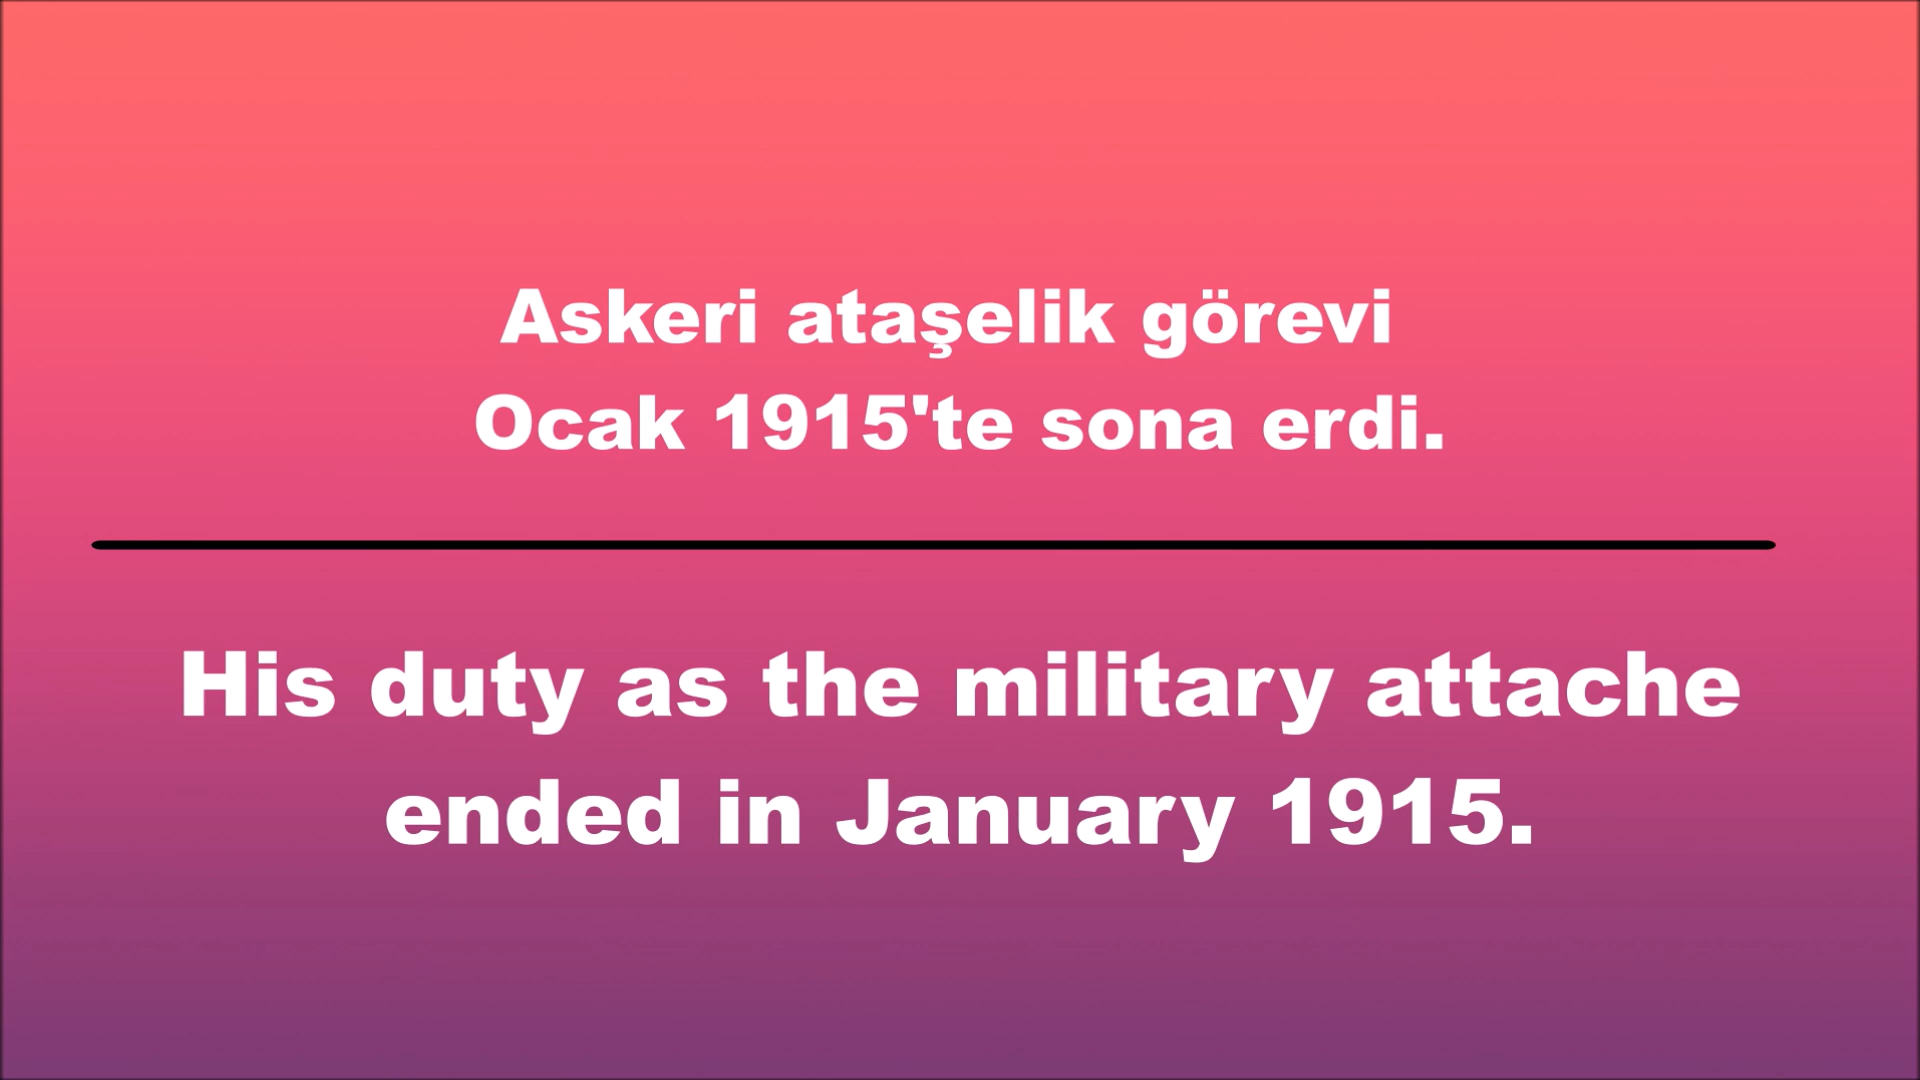 Askeri ataşelik görevi
Ocak 1915'te sona erdi.
His duty as the military attache
ended in January 1915.